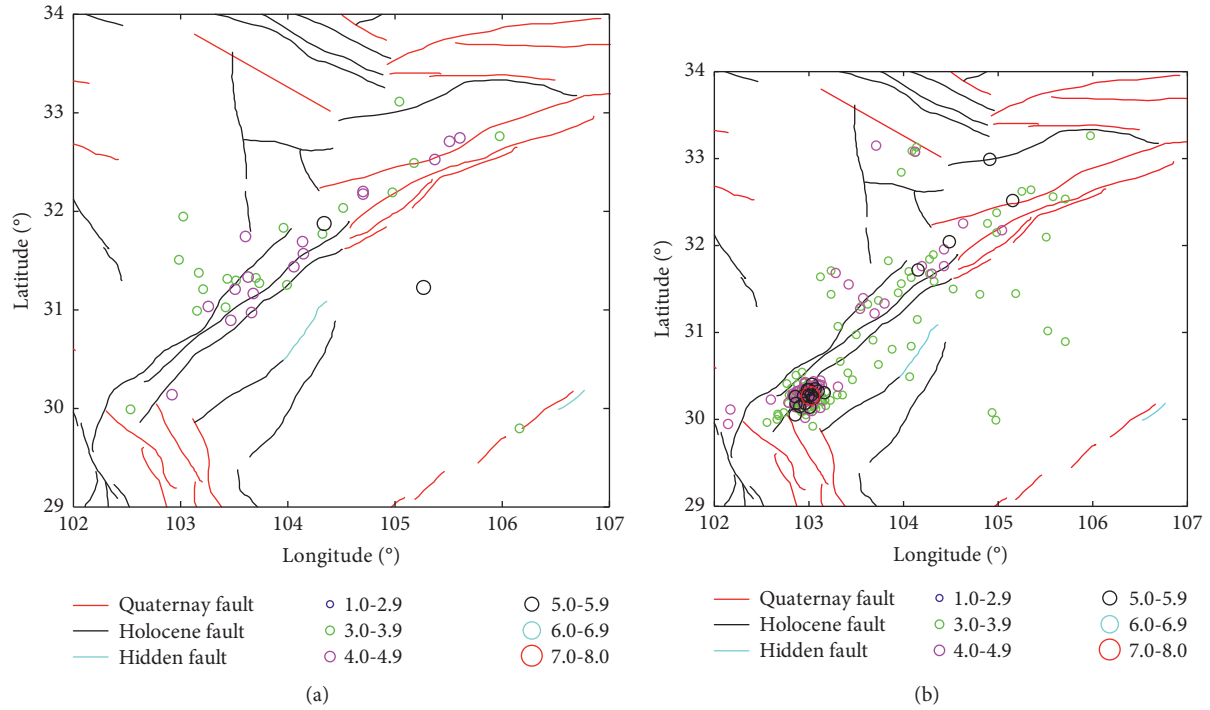 34
33
32
31
30
29
Latitude (°)
102 103 104 105 106 107
Longitude (°)
Quaternay fault
Holocene fault
Hidden fault
1.0-2.9
3.0-3.9
4.0-4.9
5.0-5.9
6.0-6.9
7.0-8.0
(a)
34
33
32
31
30
29
Latitude (°)
102 103 104 105 106 107
Longitude (°)
Quaternay fault
Holocene fault
Hidden fault
1.0-2.9
3.0-3.9
4.0-4.9
5.0-5.9
6.0-6.9
7.0-8.0
(b)